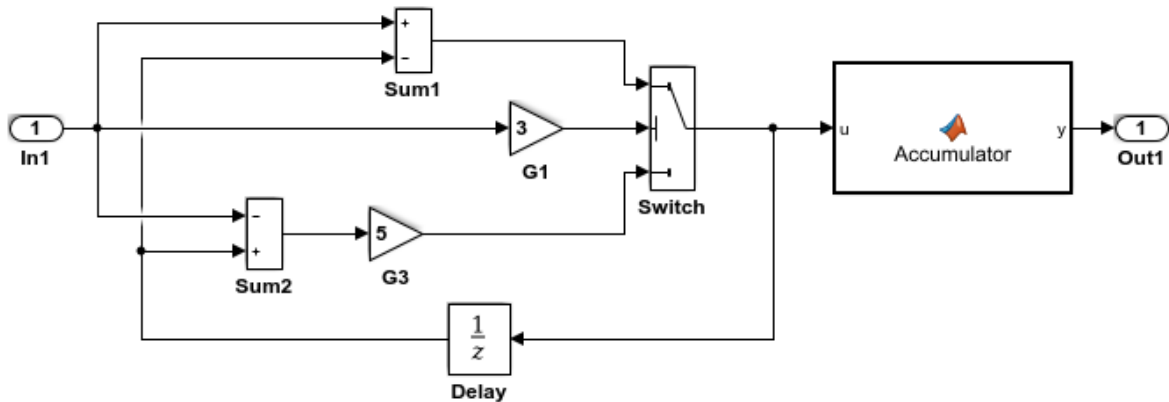 +
−
Sum1
1
In1
3
G1
Switch
u
Accumulator
y
1
Out1
−
+
Sum2
5
G3
1
z
Delay